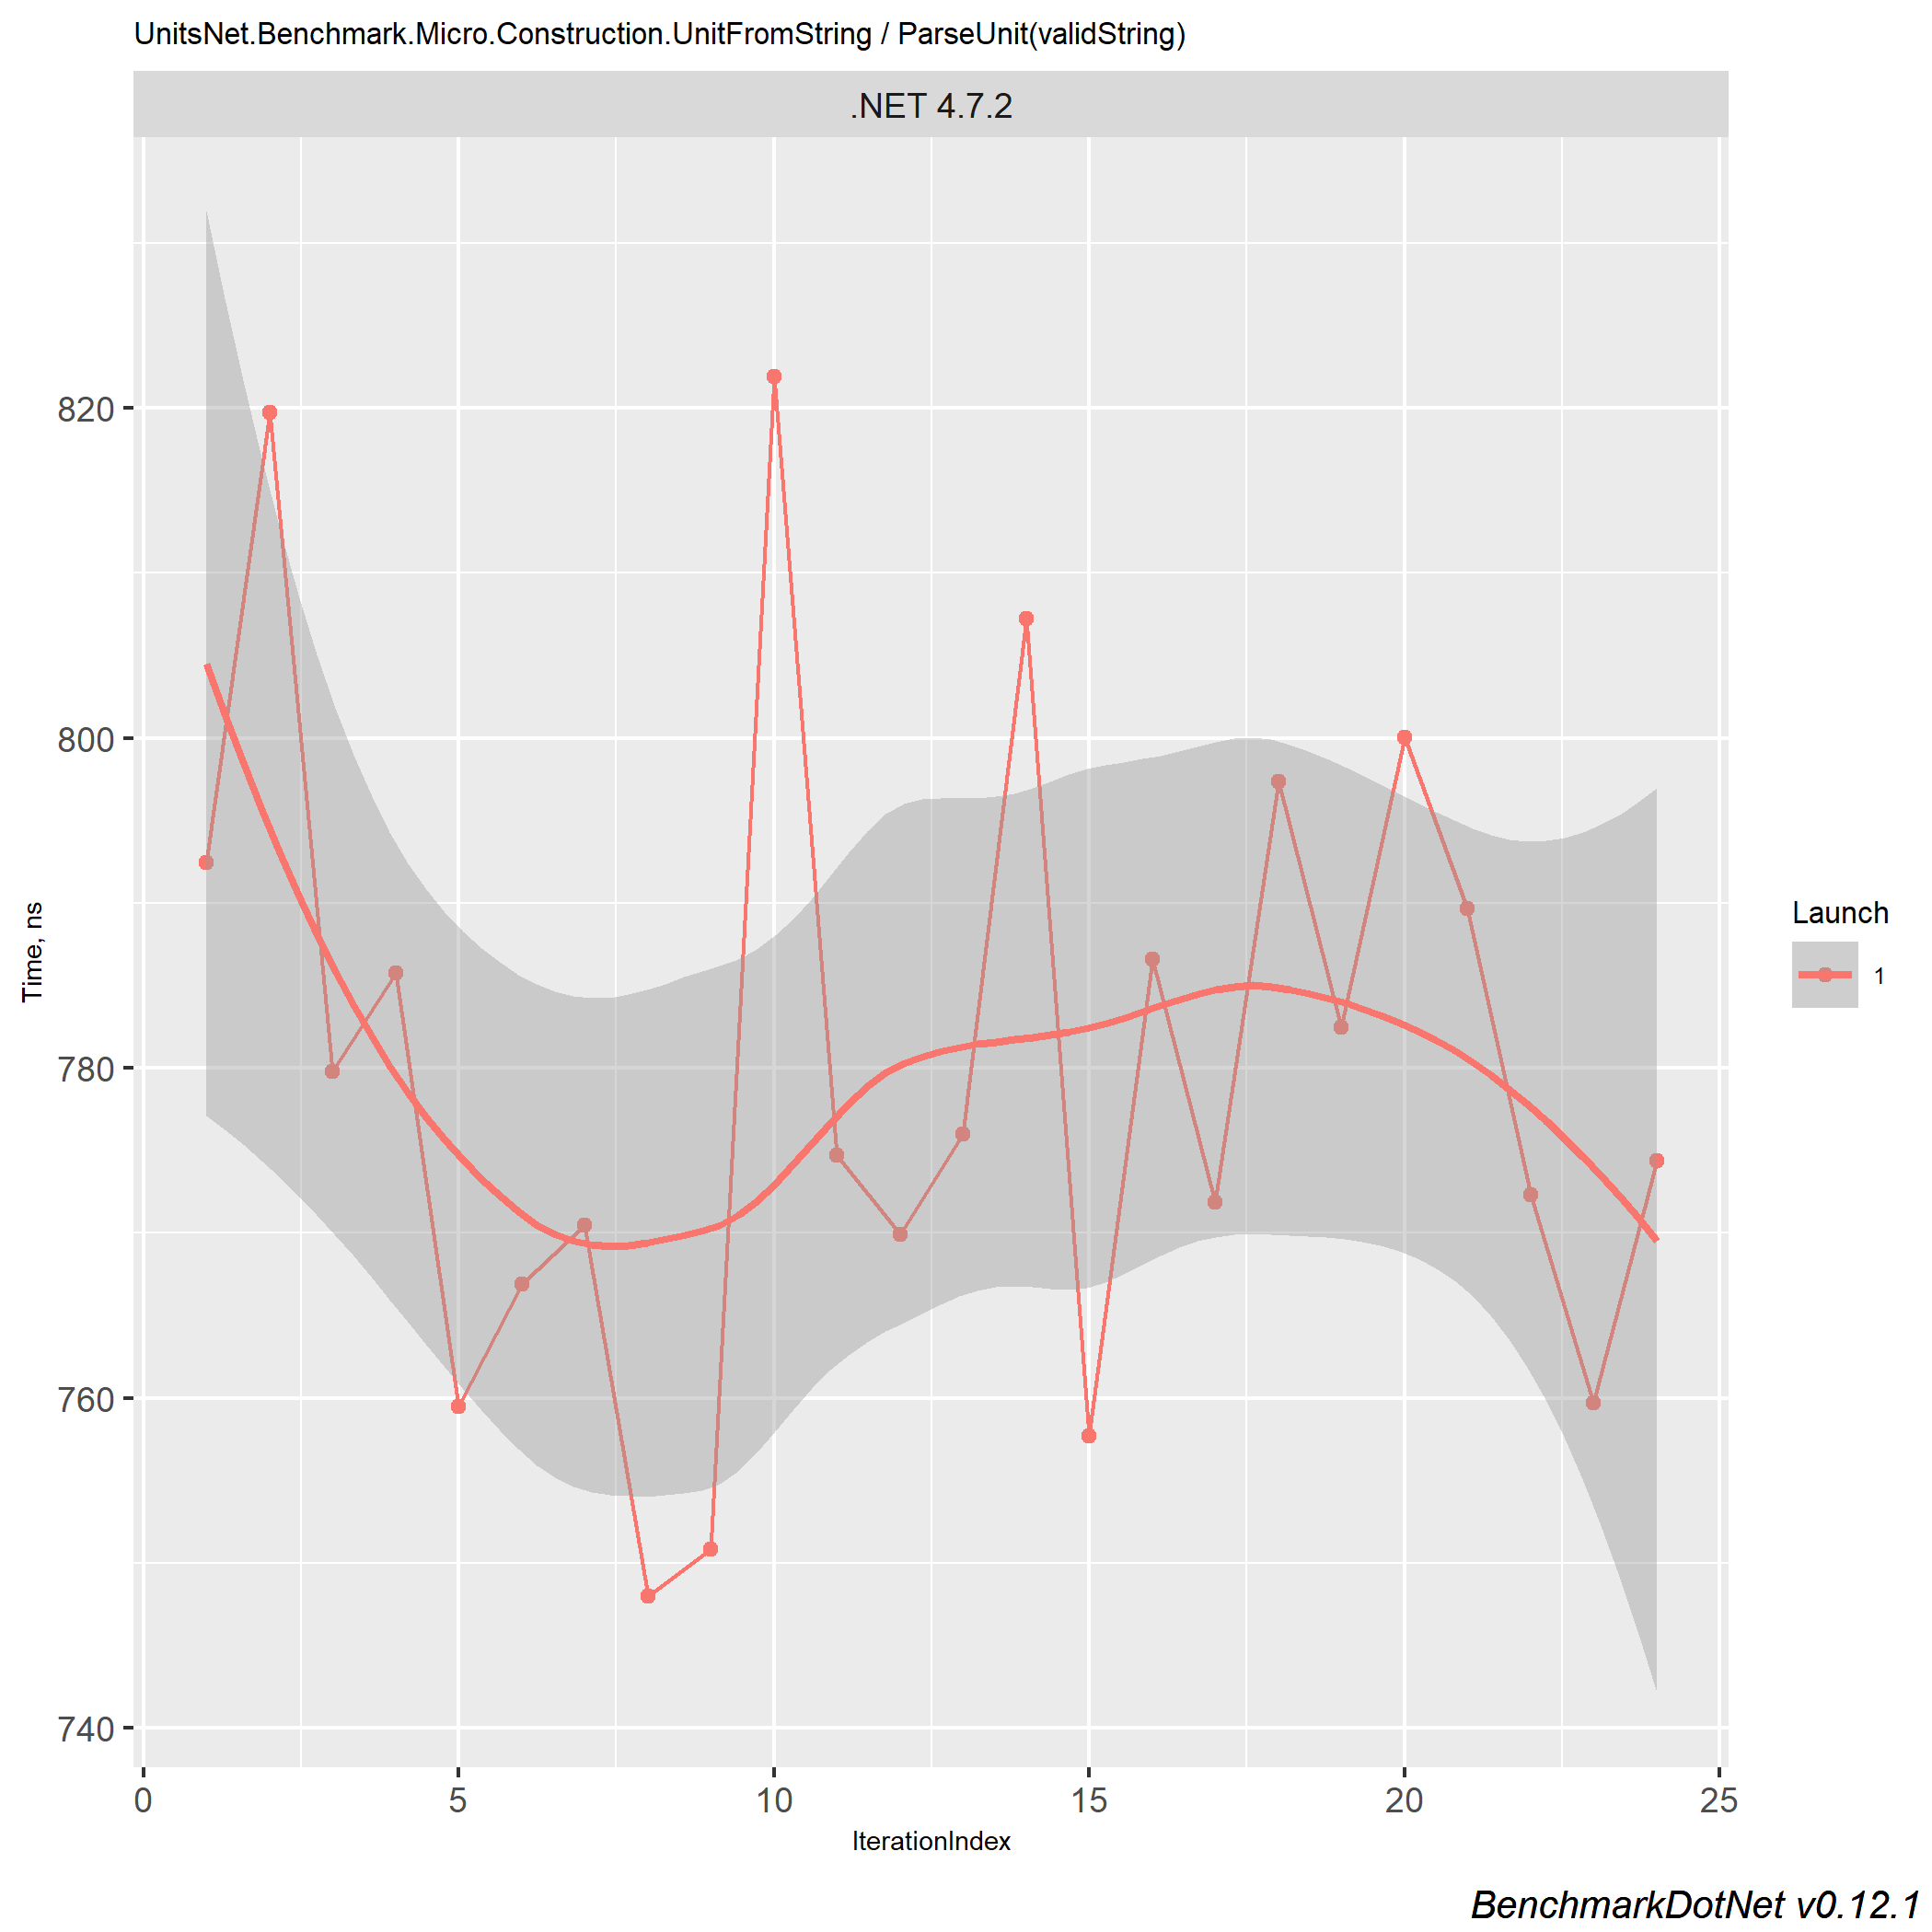 UnitsNet.Benchmark.Micro.Construction.UnitFromString / ParseUnit(validString)
.NET 4.7.2
820
800
780
760
740
Time, ns
0 5 10 15 20 25
IterationIndex
Launch
1
BenchmarkDotNet v0.12.1